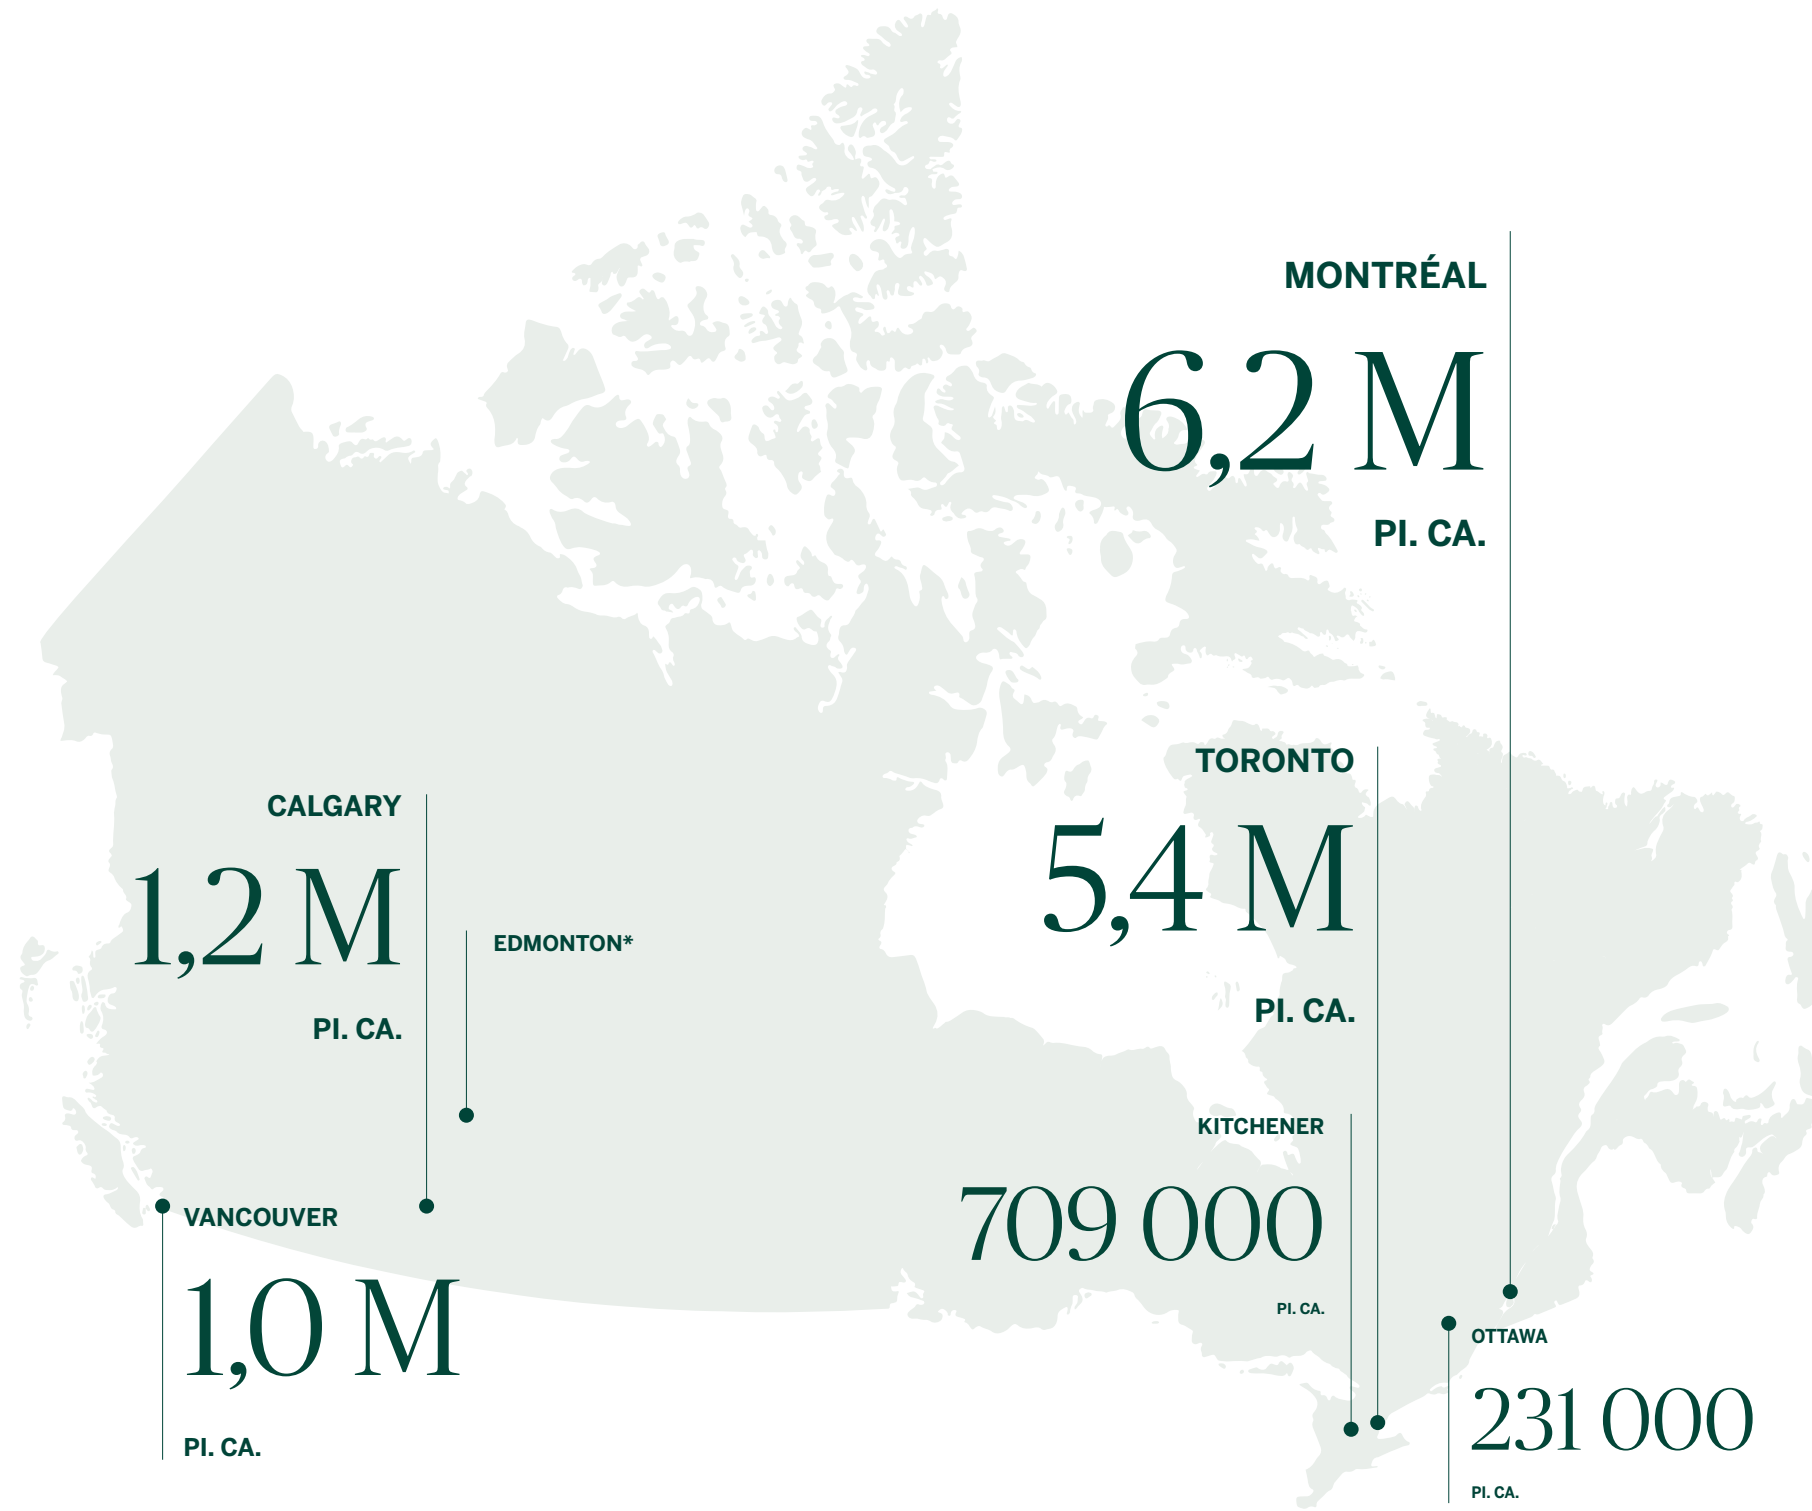 MONTRÉAL
6,2 M
PI. CA.
TORONTO
5,4 M
PI. CA.
CALGARY
1,2 M
PI. CA.
EDMONTON*
KITCHENER
709 000
PI. CA.
VANCOUVER
1,0 M
PI. CA.
OTTAWA
231 000
PI. CA.